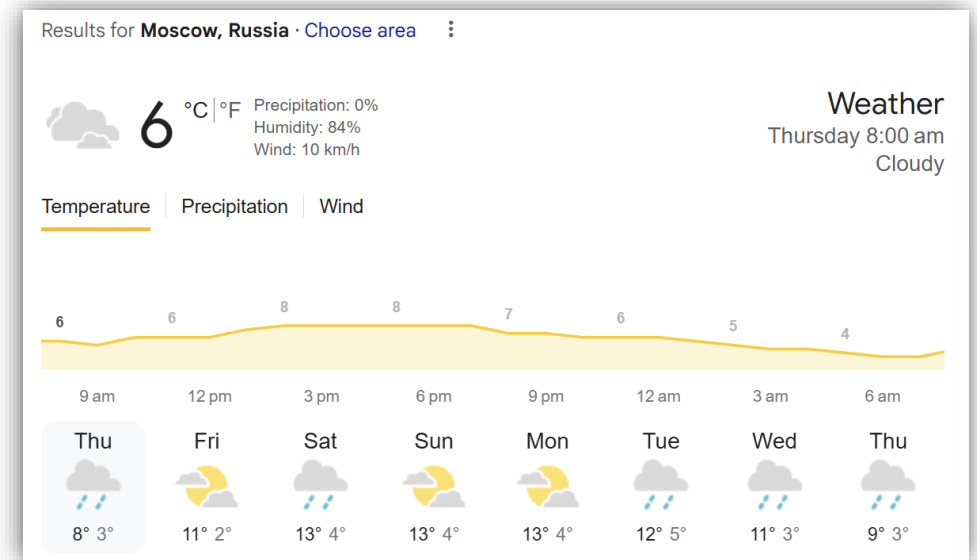 Results for Moscow, Russia · Choose area
6 °C | °F
Precipitation: 0%
Humidity: 84%
Wind: 10 km/h
Weather
Thursday 8:00 am
Cloudy
Temperature Precipitation Wind
6 6 8 8 7 6 5 4
9 am 12 pm 3 pm 6 pm 9 pm 12 am 3 am 6 am
Thu Fri Sat Sun Mon Tue Wed Thu
8° 3° 11° 2° 13° 4° 13° 4° 13° 4° 12° 5° 11° 3° 9° 3°